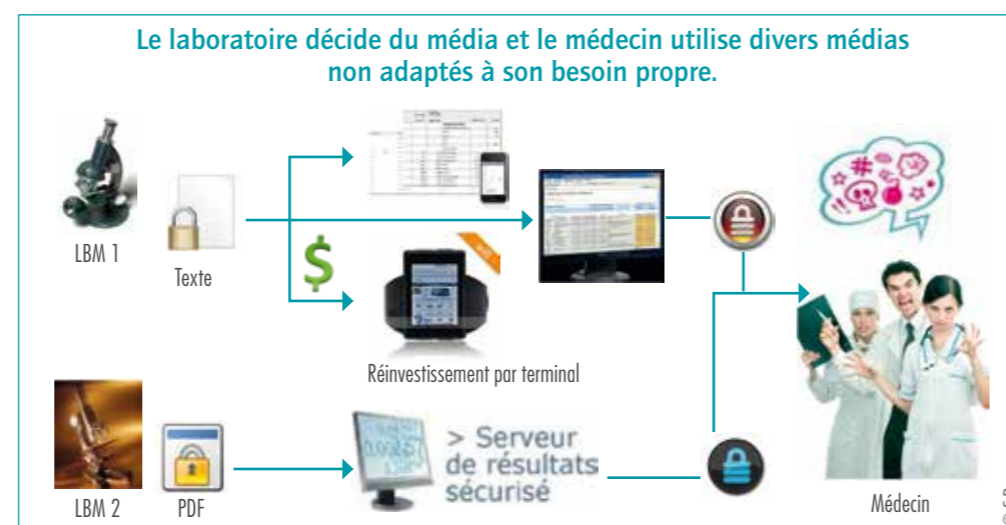 Le laboratoire décide du média et le médecin utilise divers médias
non adaptés à son besoin propre.
LBM 1
Texte
$
Réinvestissement par terminal
LBM 2
PDF
> Serveur
de résultats
sécurisé
Médecin